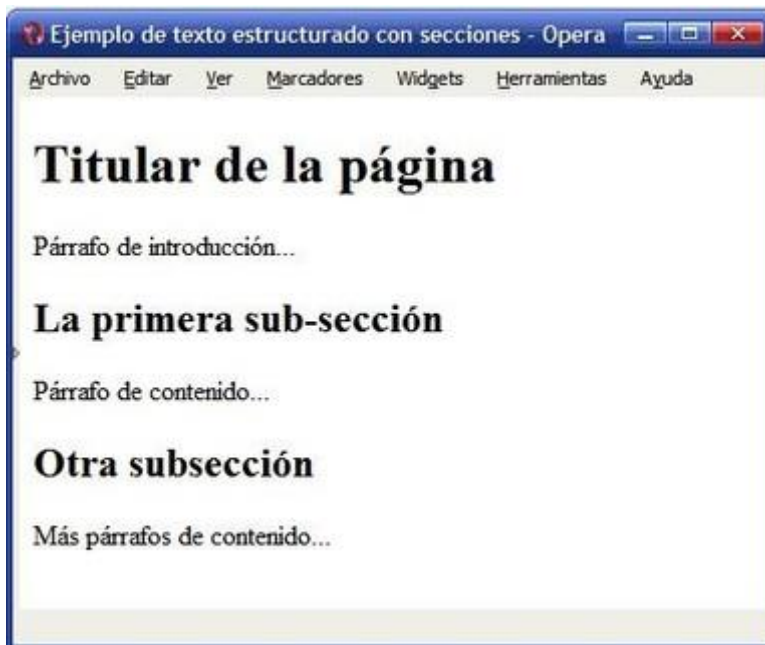 Ejemplo de texto estructurado con secciones - Opera
Archivo Editar Ver Marcadores Widgets Herramientas Ayuda
Titular de la página
Párrafo de introducción...
La primera sub-sección
Párrafo de contenido...
Otra subsección
Más párrafos de contenido...